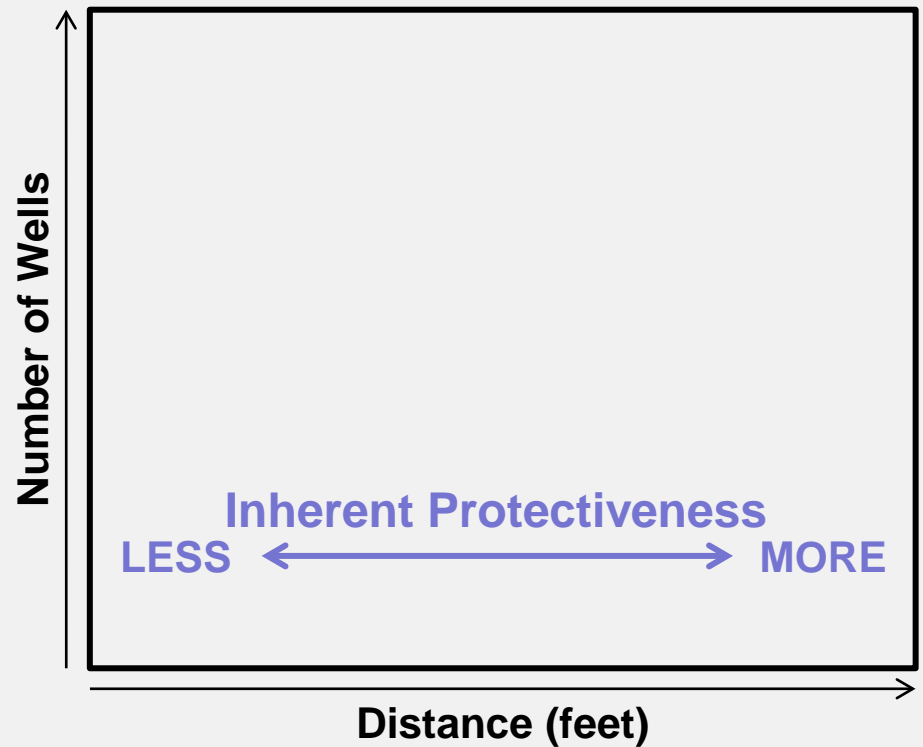 Number of Wells
Inherent Protectiveness
LESS MORE
Distance (feet)